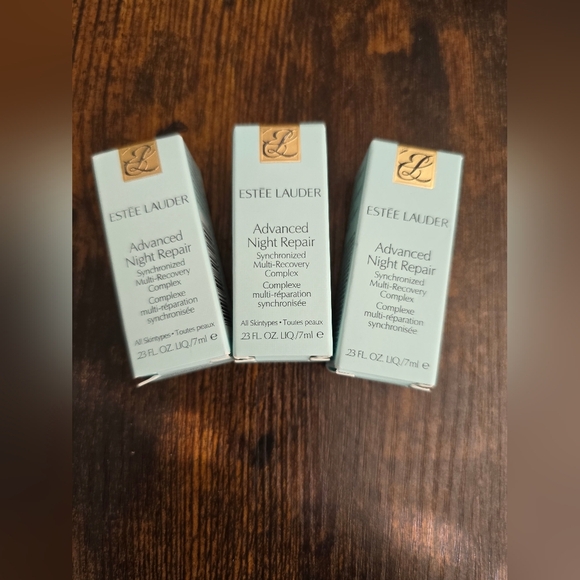 ESTĒE LAUDER
Advanced
Night Repair
Synchronized
Multi-Recovery
Complex
Complexe
multi-réparation
synchronisée
All Skintypes • Toutes peaux
.23 FL. OZ. LIQ./7ml e
ESTĒE LAUDER
Advanced
Night Repair
Synchronized
Multi-Recovery
Complex
Complexe
multi-réparation
synchronisée
All Skintypes • Toutes peaux
.23 FL. OZ. LIQ./7ml e
ESTĒE LAUDER
Advanced
Night Repair
Synchronized
Multi-Recovery
Complex
Complexe
multi-réparation
synchronisée
.23 FL. OZ. LIQ./7ml e